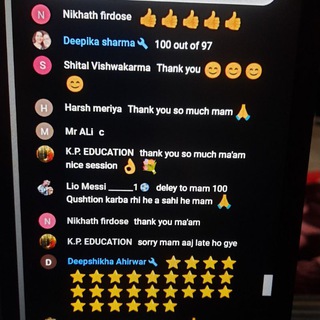 N Nikhath firdose 👍👍👍👍👍
Deepika sharma🔧 100 out of 97
S Shital Vishwakarma Thank you 😊😊😊
😊
H Harsh meriya Thank you so much mam 🙏
M Mr ALi c
K.P. EDUCATION thank you so much ma'am
nice session 👌💐
Lio Messi ______1⚽ deley to mam 100
Qushtion karba rhi he a sahi he mam 🙏
N Nikhath firdose thank you ma'am
K.P. EDUCATION sorry mam aaj late ho gye
D Deepshikha Ahirwar🔧 ⭐⭐⭐⭐
⭐⭐⭐⭐⭐⭐⭐⭐⭐
⭐⭐⭐⭐⭐⭐⭐⭐⭐
⭐⭐⭐⭐⭐⭐